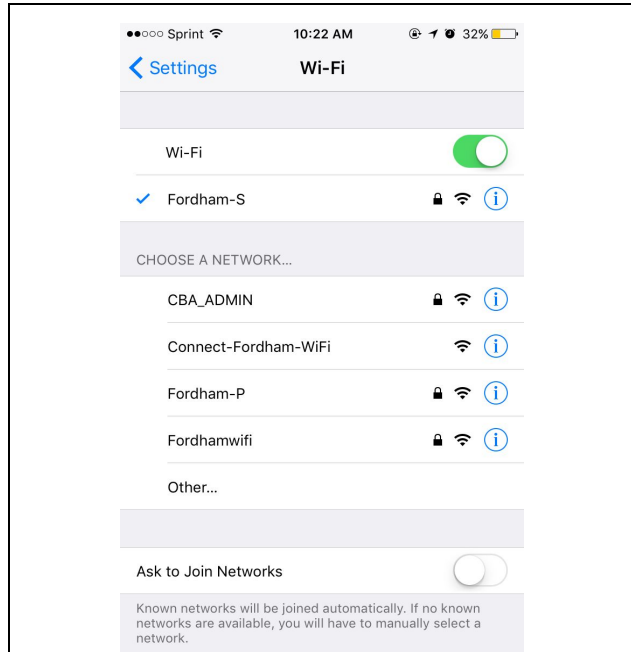 Sprint 10:22 AM 32%
Settings Wi-Fi
Wi-Fi
Fordham-S
CHOOSE A NETWORK...
CBA_ADMIN
Connect-Fordham-WiFi
Fordham-P
Fordhamwifi
Other...
Ask to Join Networks
Known networks will be joined automatically. If no known
networks are available, you will have to manually select a
network.